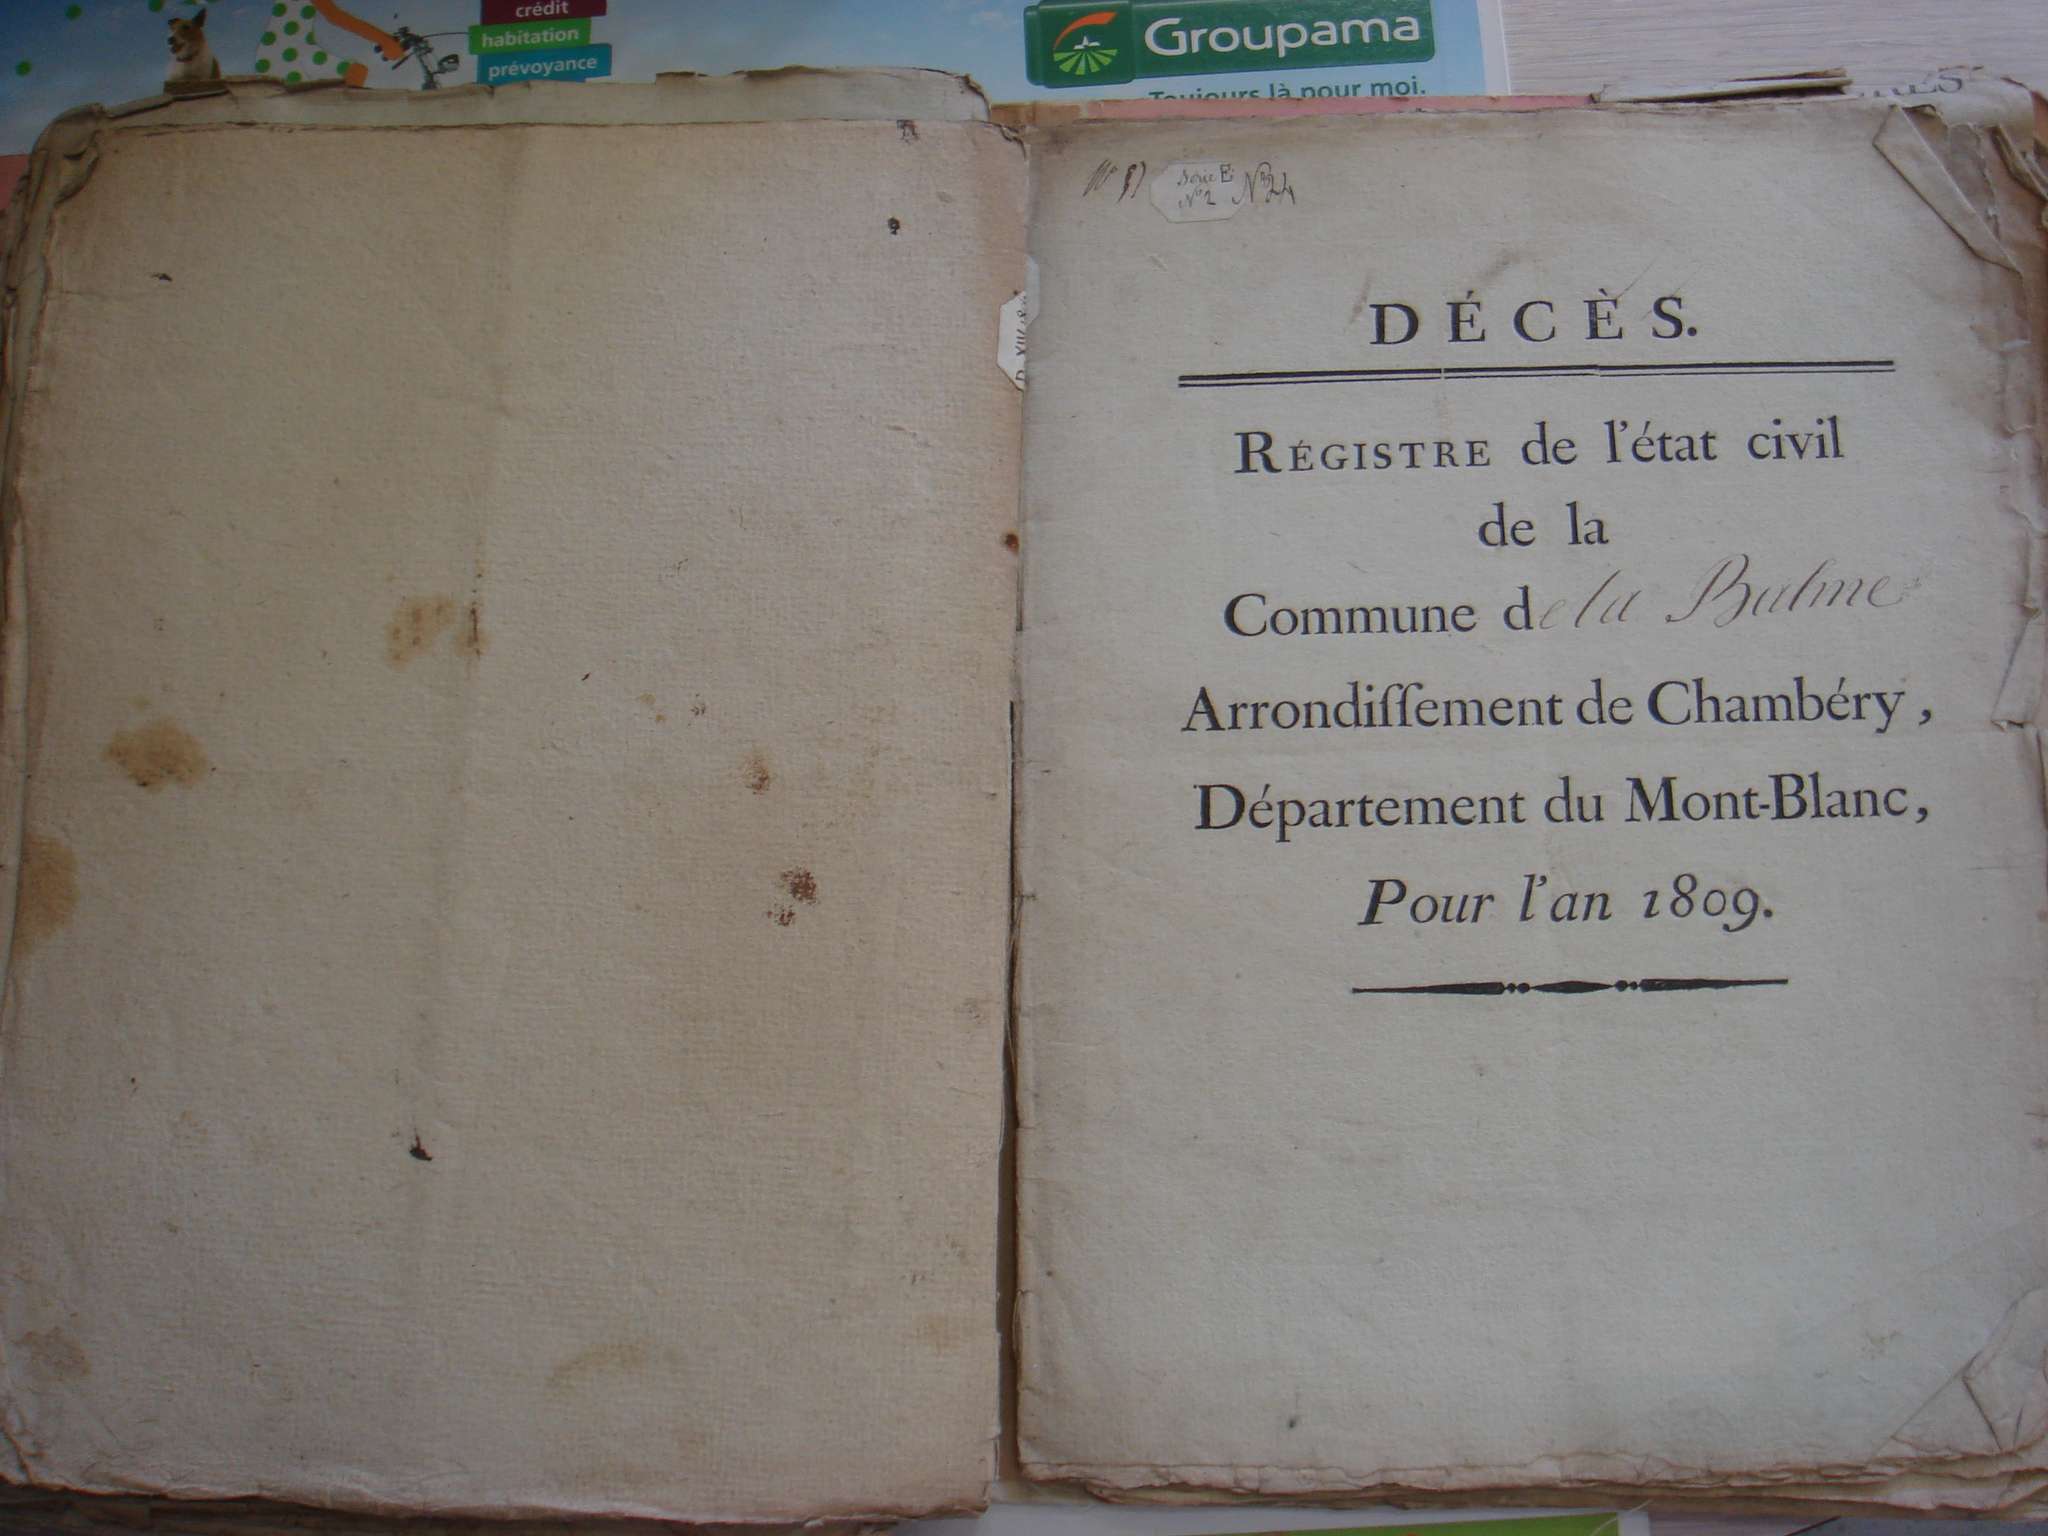 crédit
habitation
prévoyance
Groupama
Toujours là pour moi.
Série E
N° 2
N° 24
DÉCÈS.
RÉGISTRE de l'état civil
de la
Commune de la Balme
Arrondiſſement de Chambéry,
Département du Mont-Blanc,
Pour l'an 1809.